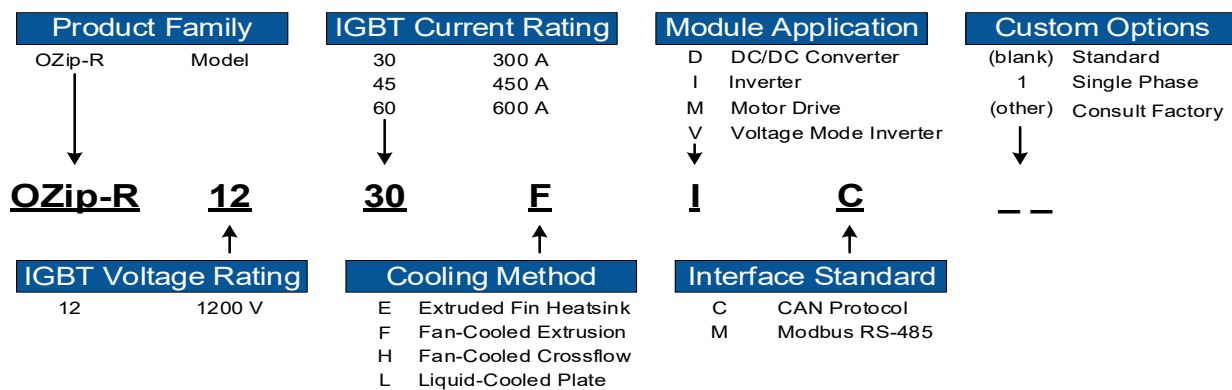 Product Family IGBT Current Rating Module Application Custom Options
OZip-R Model 30 300 A D DC/DC Converter (blank) Standard
45 450 A I Inverter 1 Single Phase
60 600 A M Motor Drive (other) Consult Factory
V Voltage Mode Inverter
OZip-R 12 30 F I C _ _
IGBT Voltage Rating Cooling Method Interface Standard
12 1200 V E Extruded Fin Heatsink C CAN Protocol
F Fan-Cooled Extrusion M Modbus RS-485
H Fan-Cooled Crossflow
L Liquid-Cooled Plate